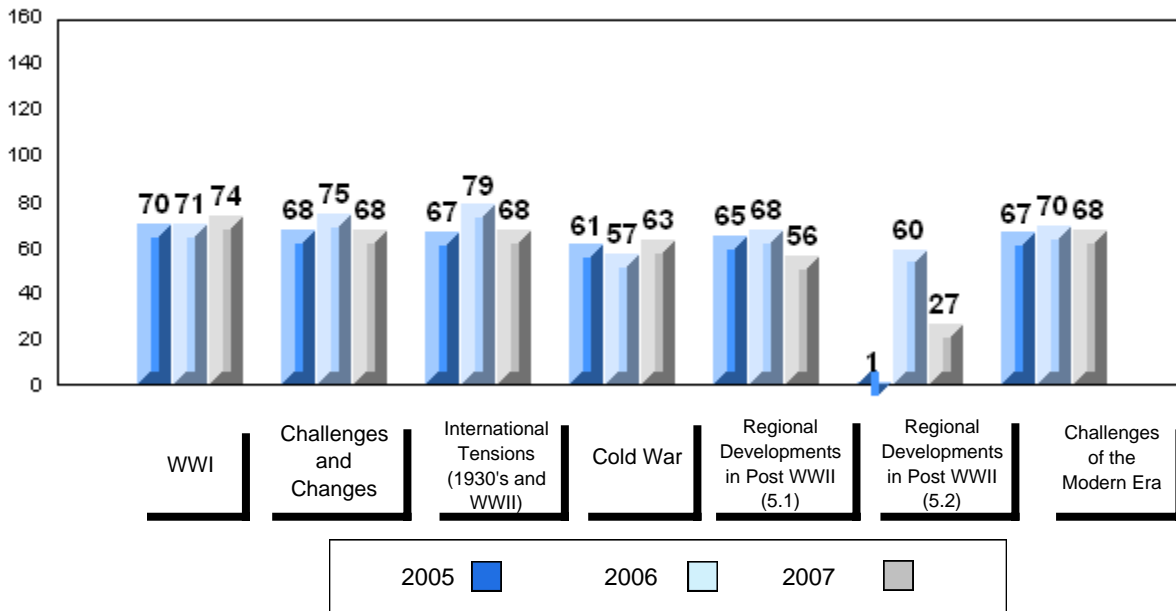 160
140
120
100
80
60
40
20
0
70 71 74
68 75 68
67 79 68
61 57 63
65 68 56
1 60 27
67 70 68
WWI
Challenges
and
Changes
International
Tensions
(1930's and
WWII)
Cold War
Regional
Developments
in Post WWII
(5.1)
Regional
Developments
in Post WWII
(5.2)
Challenges
of the
Modern Era
2005 2006 2007